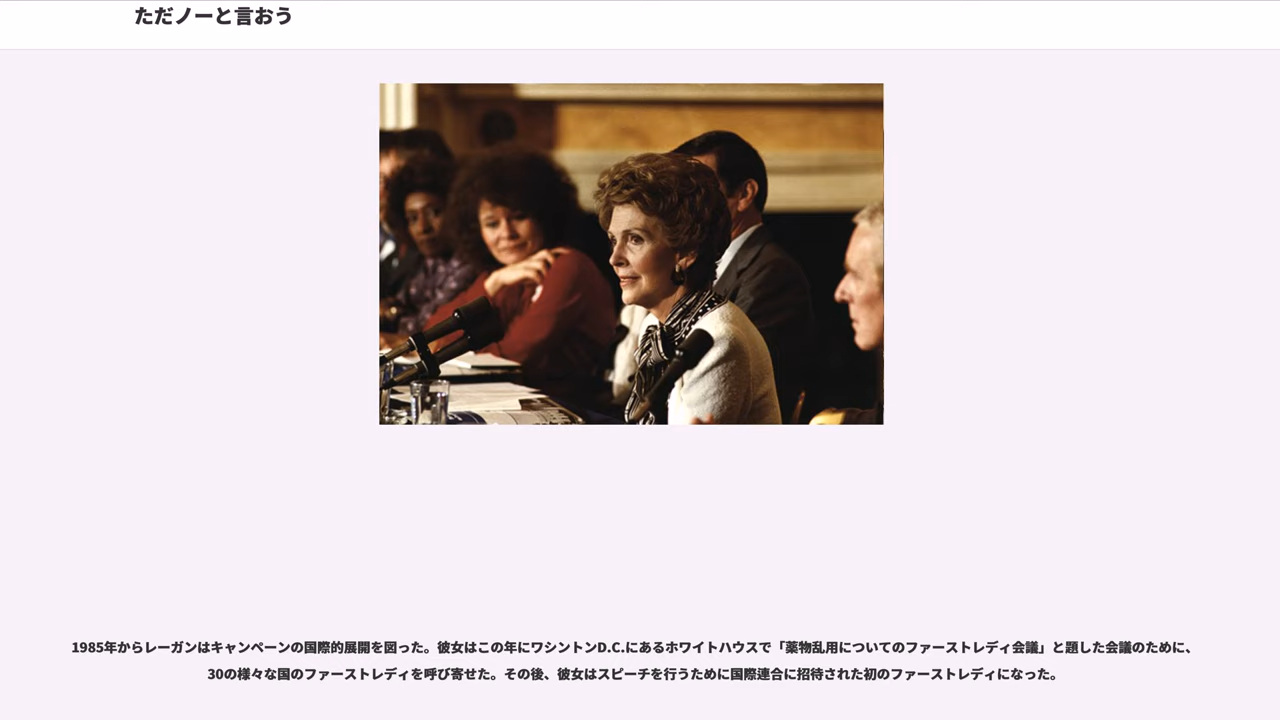 ただノーと言おう
1985年からレーガンはキャンペーンの国際的展開を図った。彼女はこの年にワシントンD.C.にあるホワイトハウスで「薬物乱用についてのファーストレディ会議」と題した会議のために、
30の様々な国のファーストレディを呼び寄せた。その後、彼女はスピーチを行うために国際連合に招待された初のファーストレディになった。